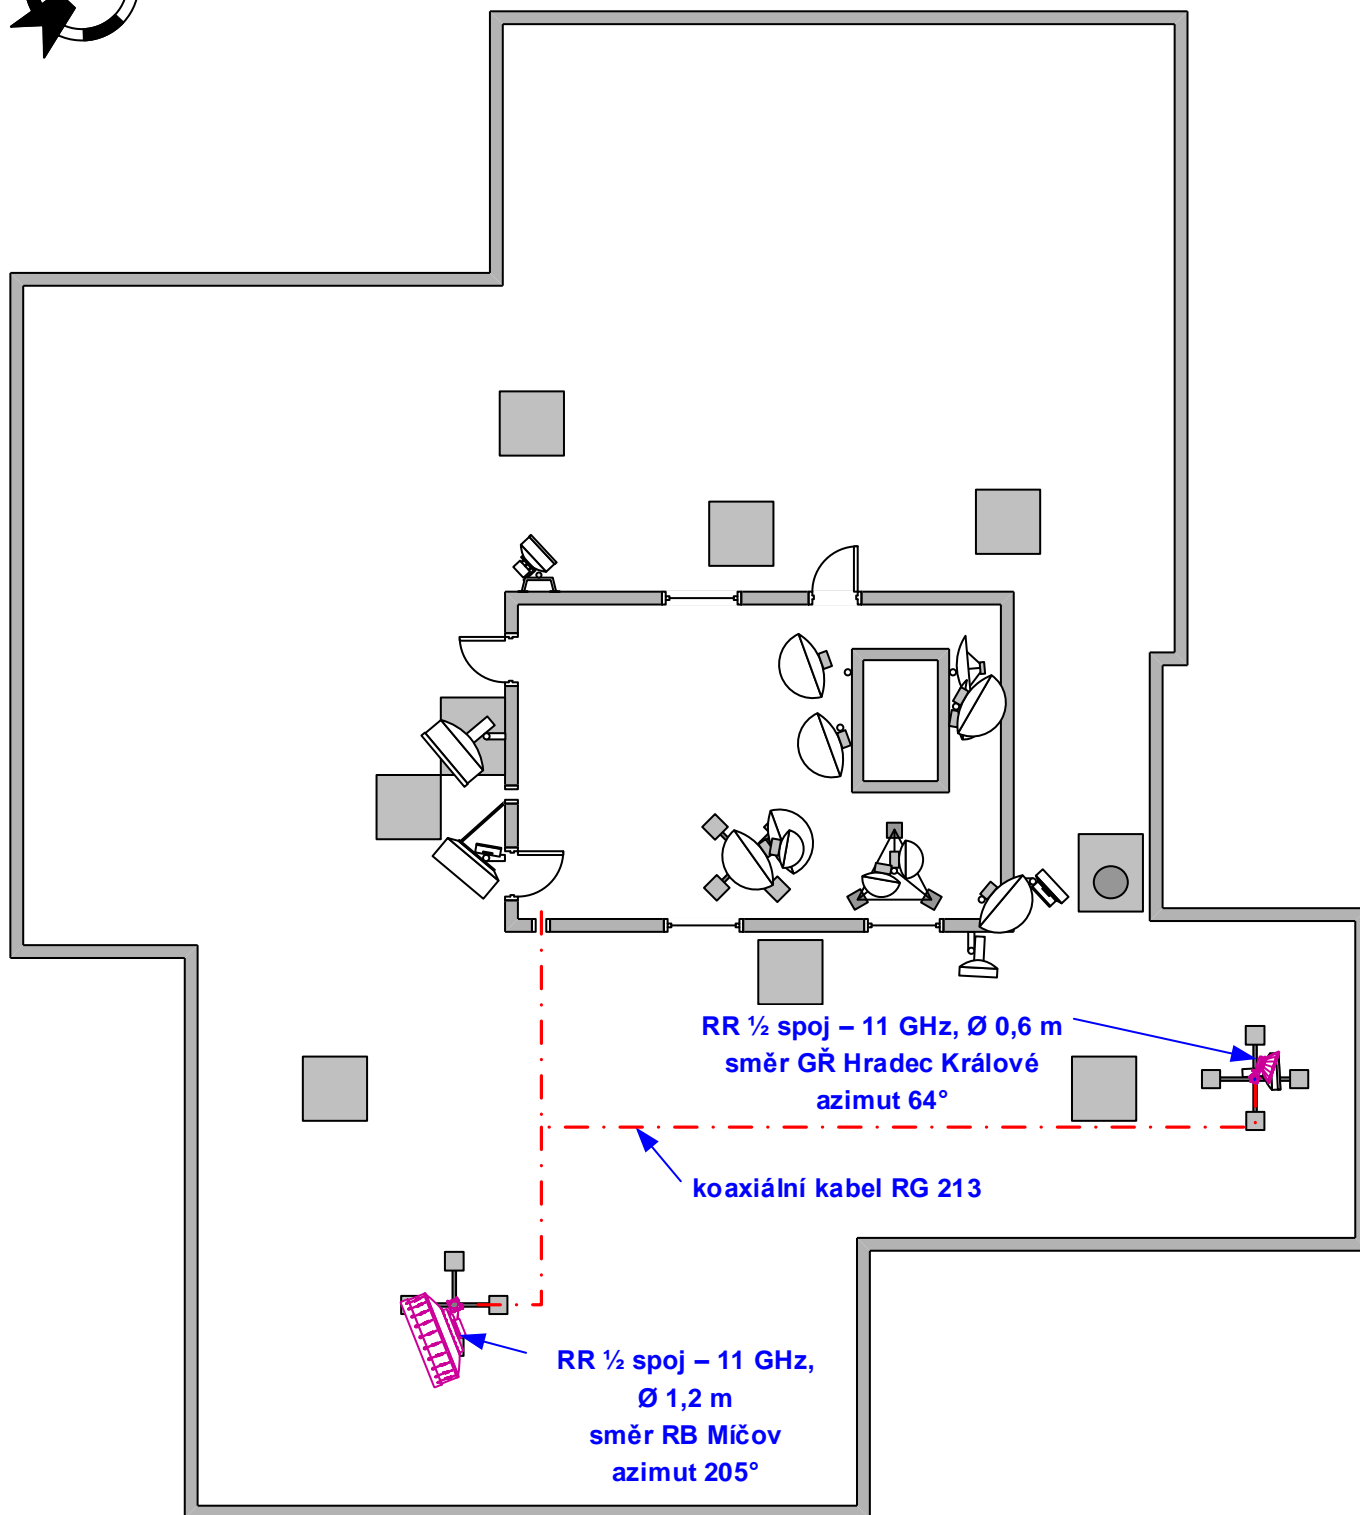 RR ½ spoj – 11 GHz, Ø 0,6 m
směr GŘ Hradec Králové
azimut 64°
koaxiální kabel RG 213
RR ½ spoj – 11 GHz,
Ø 1,2 m
směr RB Míčov
azimut 205°